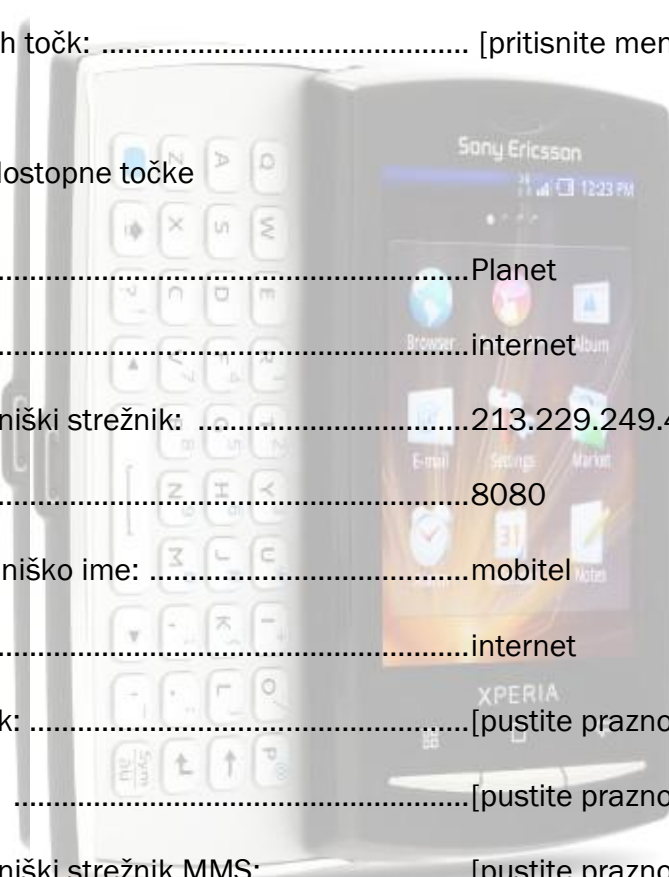 h točk: ................................................ [pritisnite men
Sony Ericsson
12:23 PM
dostopne točke
............................................................Planet
Browser
Album
............................................................internet
niški strežnik: ...................................213.229.249.4
E-mail
Settings
Market
............................................................8080
niško ime: .........................................mobitel
Notes
............................................................internet
XPERIA
k: .........................................................[pustite prazno
...........................................................[pustite prazno
niški strežnik MMS: ...........................[pustite prazno
Q W E R T Y U I O P
A S D F G H J K L
Z X C V B N M
Sym